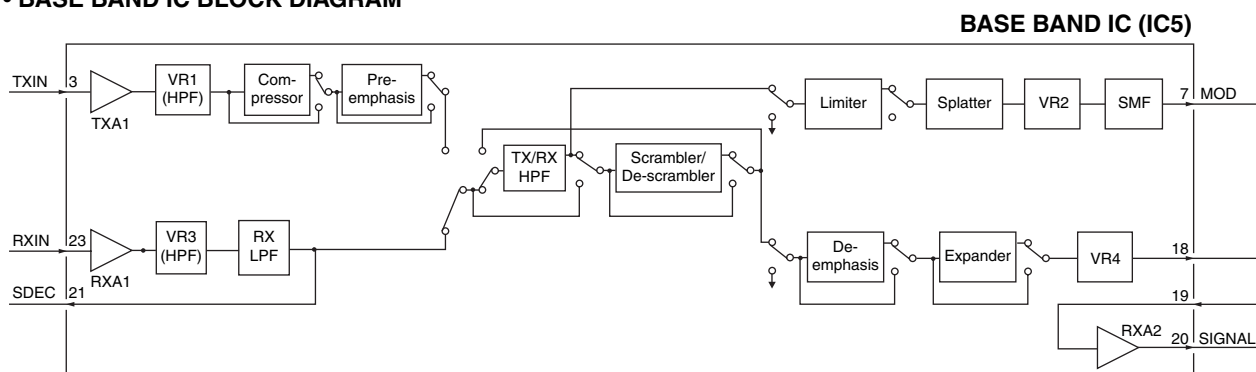 • BASE BAND IC BLOCK DIAGRAM
BASE BAND IC (IC5)
TXIN
3
TXA1
VR1
(HPF)
Com-
pressor
Pre-
emphasis
Limiter
Splatter
VR2
SMF
7
MOD
TX/RX
HPF
Scrambler/
De-scrambler
RXIN
23
RXA1
VR3
(HPF)
RX
LPF
De-
emphasis
Expander
VR4
18
SDEC
21
19
RXA2
20
SIGNAL